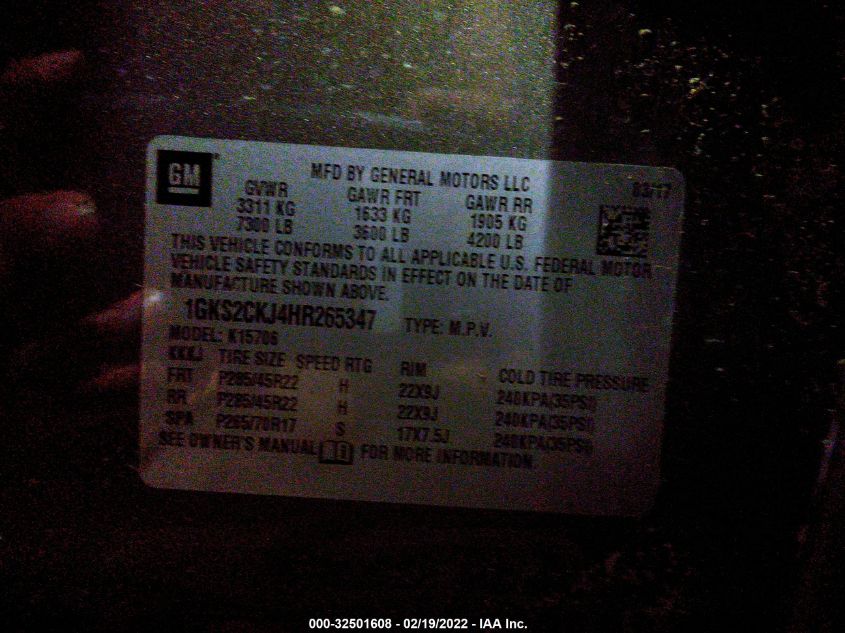 GM
MFD BY GENERAL MOTORS LLC
03/17
GVWR GAWR FRT GAWR RR
3311 KG 1633 KG 1905 KG
7300 LB 3600 LB 4200 LB
THIS VEHICLE CONFORMS TO ALL APPLICABLE U.S. FEDERAL MOTOR
VEHICLE SAFETY STANDARDS IN EFFECT ON THE DATE OF
MANUFACTURE SHOWN ABOVE.
1GKS2CKJ4HR265347 TYPE: M.P.V.
MODEL: K15706
KKKJ TIRE SIZE SPEED RTG RIM COLD TIRE PRESSURE
FRT P285/45R22 H 22X9J 240KPA(35PSI)
RR P285/45R22 H 22X9J 240KPA(35PSI)
SPA P265/70R17 S 17X7.5J 240KPA(35PSI)
SEE OWNER'S MANUAL FOR MORE INFORMATION
000-32501608 - 02/19/2022 - IAA Inc.